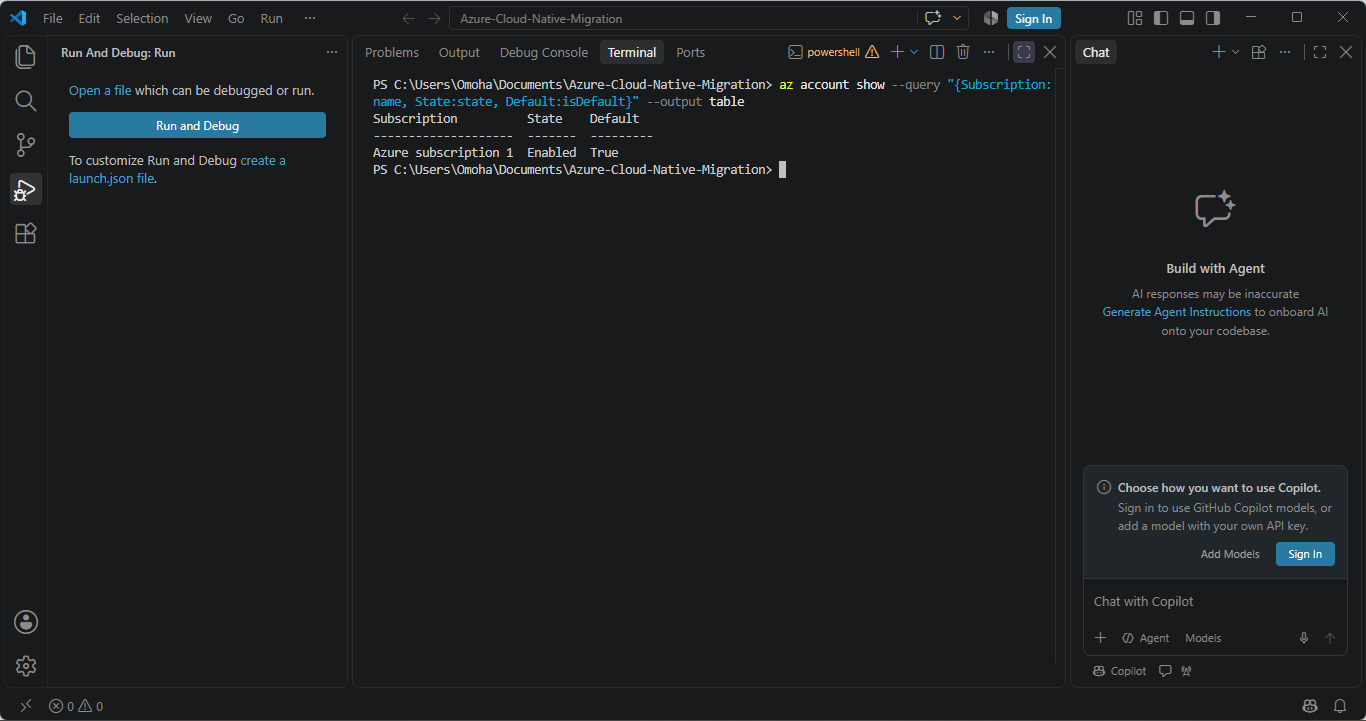 File Edit Selection View Go Run ···
Azure-Cloud-Native-Migration
Sign In
Run And Debug: Run
Open a file which can be debugged or run.
Run and Debug
To customize Run and Debug create a
launch.json file.
Problems Output Debug Console Terminal Ports
powershell
PS C:\Users\Omoha\Documents\Azure-Cloud-Native-Migration> az account show --query "{Subscription:
name, State:state, Default:isDefault}" --output table
Subscription          State    Default
--------------------  -------  ---------
Azure subscription 1  Enabled  True
PS C:\Users\Omoha\Documents\Azure-Cloud-Native-Migration>
Chat
Build with Agent
AI responses may be inaccurate
Generate Agent Instructions to onboard AI
onto your codebase.
Choose how you want to use Copilot.
Sign in to use GitHub Copilot models, or
add a model with your own API key.
Add Models Sign In
Chat with Copilot
Agent Models
Copilot
0 0